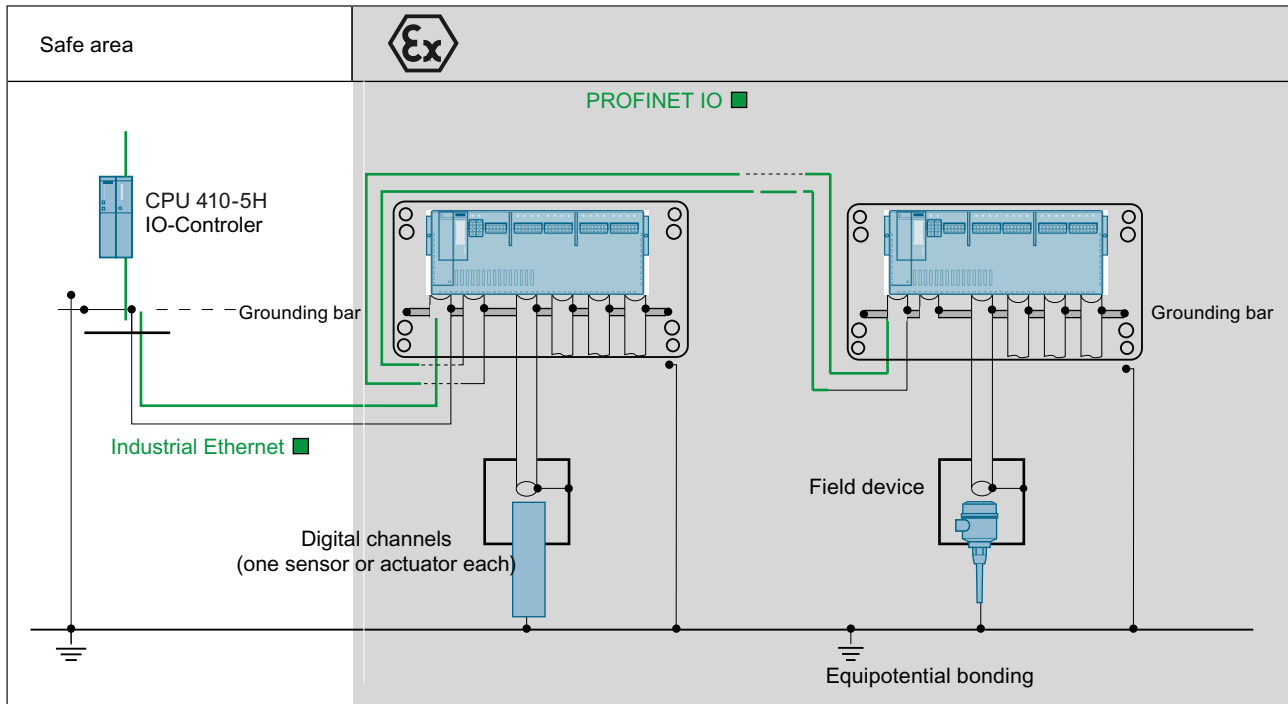 Safe area
Ex
PROFINET IO
CPU 410-5H
IO-Controler
Grounding bar
Grounding bar
Industrial Ethernet
Field device
Digital channels
(one sensor or actuator each)
Equipotential bonding